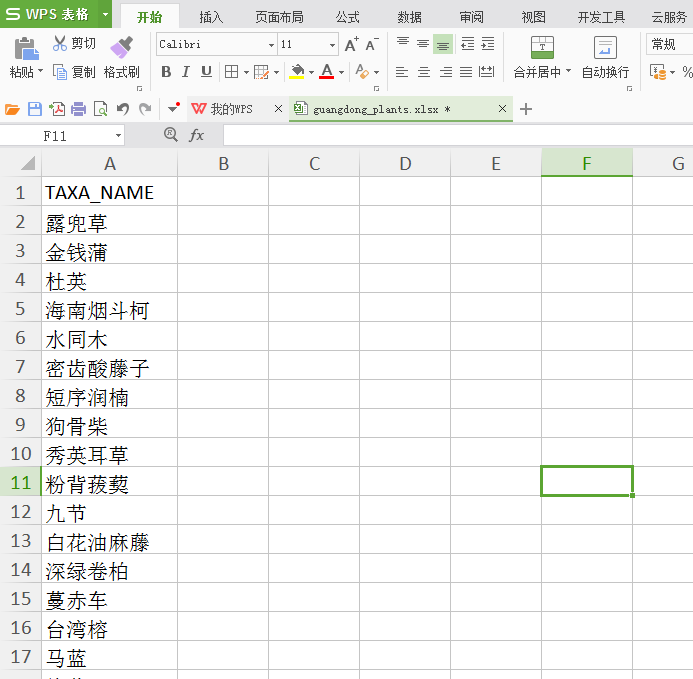 WPS 表格 开始 插入 页面布局 公式 数据 审阅 视图 开发工具 云服务
剪切 Calibri 11 A+ A- 常规
粘贴 复制 格式刷 B I U A 合并居中 自动换行 %
我的WPS guangdong_plants.xlsx *
F11 fx
A B C D E F G
1 TAXA_NAME
2 露兜草
3 金钱蒲
4 杜英
5 海南烟斗柯
6 水同木
7 密齿酸藤子
8 短序润楠
9 狗骨柴
10 秀英耳草
11 粉背菝葜
12 九节
13 白花油麻藤
14 深绿卷柏
15 蔓赤车
16 台湾榕
17 马蓝